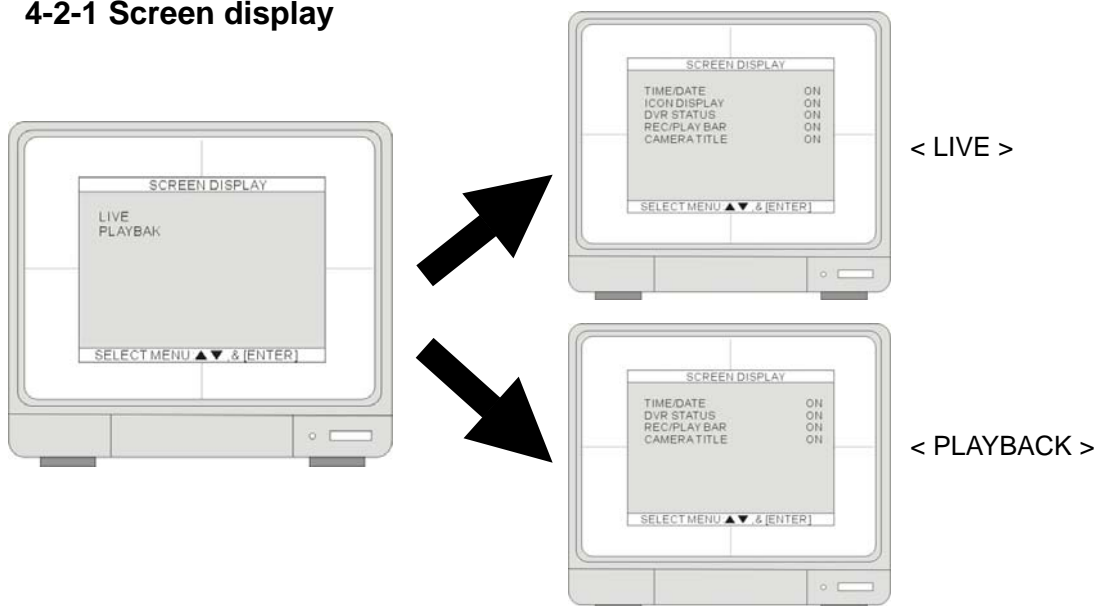 4-2-1 Screen display
SCREEN DISPLAY
LIVE
PLAYBAK
SELECT MENU ▲▼,& [ENTER]
SCREEN DISPLAY
TIME/DATE ON
ICON DISPLAY ON
DVR STATUS ON
REC/PLAY BAR ON
CAMERA TITLE ON
SELECT MENU ▲▼,& [ENTER]
< LIVE >
SCREEN DISPLAY
TIME/DATE ON
DVR STATUS ON
REC/PLAY BAR ON
CAMERA TITLE ON
SELECT MENU ▲▼,& [ENTER]
< PLAYBACK >